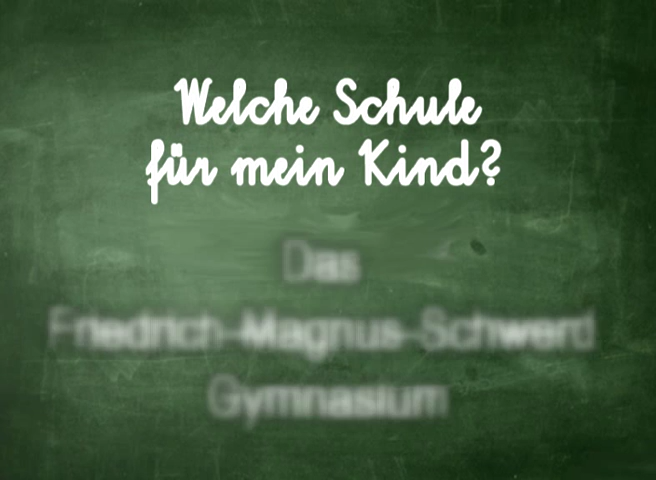 Welche Schule
für mein Kind?
Das
Friedrich-Magnus-Schwerd
Gymnasium